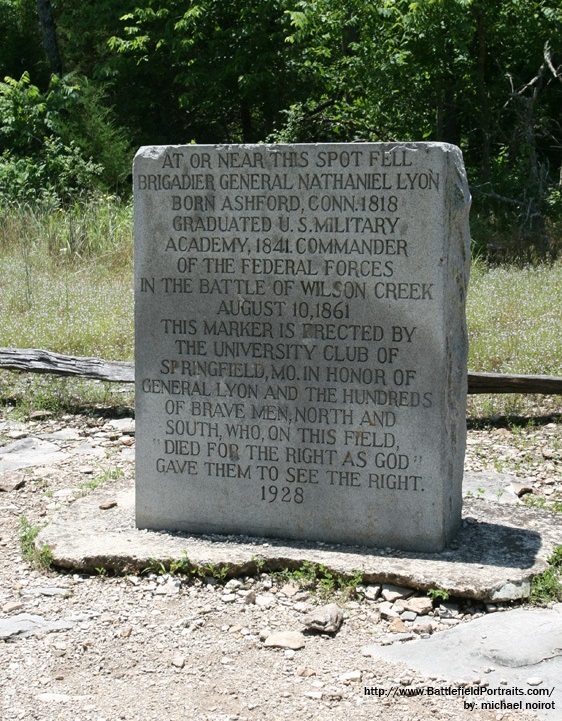 AT OR NEAR THIS SPOT FELL
BRIGADIER GENERAL NATHANIEL LYON
BORN ASHFORD, CONN. 1818
GRADUATED U.S. MILITARY
ACADEMY, 1841. COMMANDER
OF THE FEDERAL FORCES
IN THE BATTLE OF WILSON CREEK
AUGUST 10, 1861
THIS MARKER IS ERECTED BY
THE UNIVERSITY CLUB OF
SPRINGFIELD, MO. IN HONOR OF
GENERAL LYON AND THE HUNDREDS
OF BRAVE MEN, NORTH AND
SOUTH, WHO, ON THIS FIELD,
"DIED FOR THE RIGHT AS GOD"
GAVE THEM TO SEE THE RIGHT.
1928
http://www.BattlefieldPortraits.com/
by: michael noirot